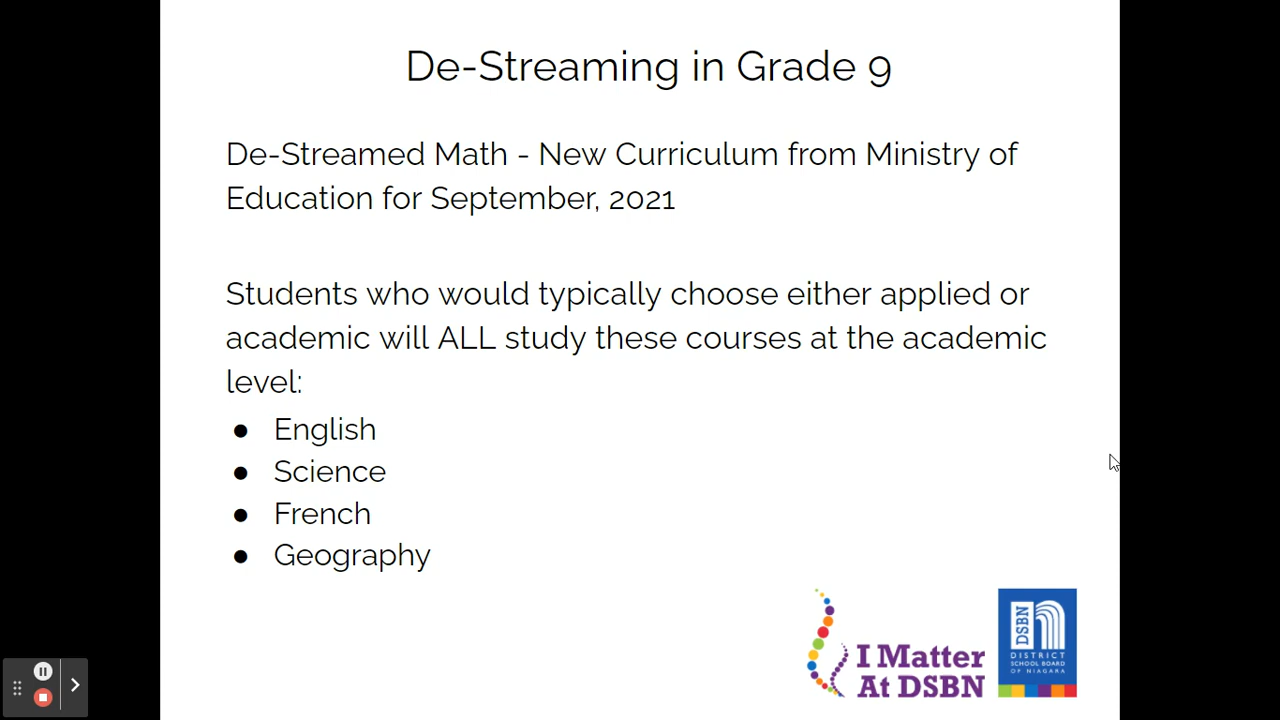 De-Streaming in Grade 9
De-Streamed Math - New Curriculum from Ministry of
Education for September, 2021
Students who would typically choose either applied or
academic will ALL study these courses at the academic
level:
● English
● Science
● French
● Geography
I Matter
At DSBN
DSBN
DISTRICT
SCHOOL BOARD
OF NIAGARA